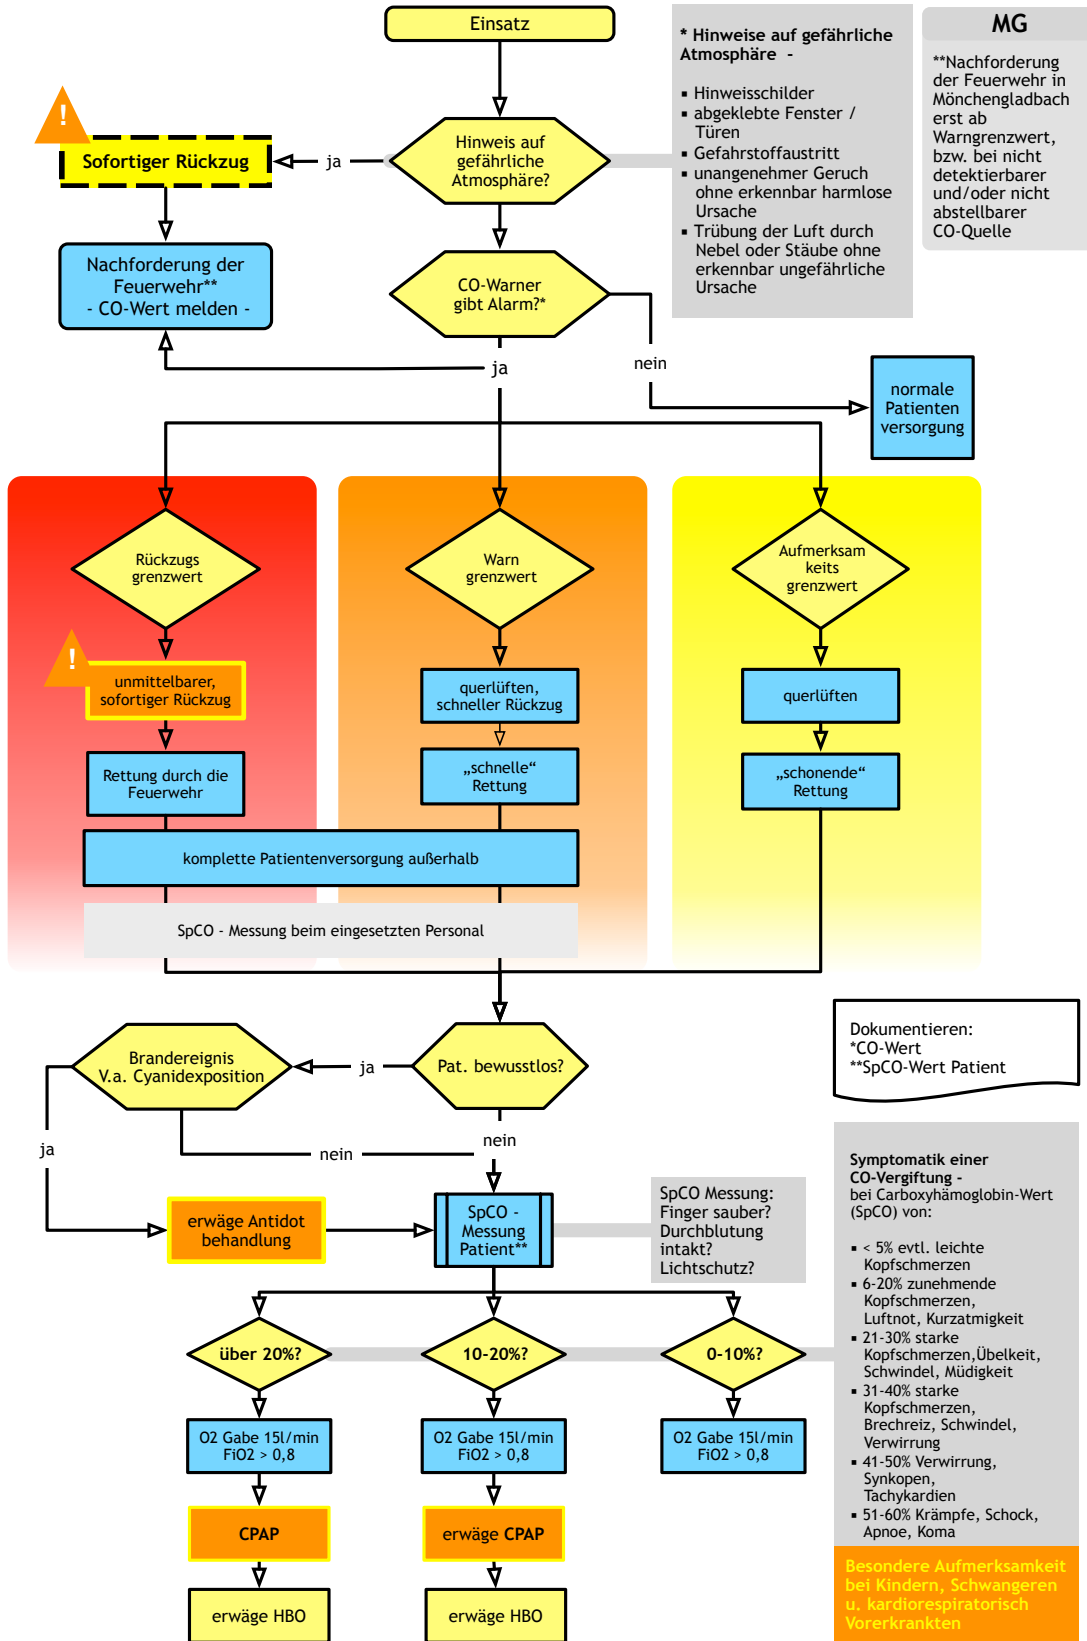 Einsatz
* Hinweise auf gefährliche
Atmosphäre -
▪ Hinweisschilder
▪ abgeklebte Fenster /
Türen
▪ Gefahrstoffaustritt
▪ unangenehmer Geruch
ohne erkennbar harmlose
Ursache
▪ Trübung der Luft durch
Nebel oder Stäube ohne
erkennbar ungefährliche
Ursache
MG
**Nachforderung
der Feuerwehr in
Mönchengladbach
erst ab
Warngrenzwert,
bzw. bei nicht
detektierbarer
und/oder nicht
abstellbarer
CO-Quelle
!
Sofortiger Rückzug
ja
Hinweis auf
gefährliche
Atmosphäre?
Nachforderung der
Feuerwehr**
- CO-Wert melden -
CO-Warner
gibt Alarm?*
ja
nein
normale
Patienten
versorgung
Rückzugs
grenzwert
Warn
grenzwert
Aufmerksam
keits
grenzwert
!
unmittelbarer,
sofortiger Rückzug
querlüften,
schneller Rückzug
querlüften
Rettung durch die
Feuerwehr
„schnelle“
Rettung
„schonende“
Rettung
komplette Patientenversorgung außerhalb
SpCO - Messung beim eingesetzten Personal
Brandereignis
V.a. Cyanidexposition
ja
Pat. bewusstlos?
Dokumentieren:
*CO-Wert
**SpCO-Wert Patient
ja
nein
nein
erwäge Antidot
behandlung
SpCO -
Messung
Patient**
SpCO Messung:
Finger sauber?
Durchblutung
intakt?
Lichtschutz?
Symptomatik einer
CO-Vergiftung -
bei Carboxyhämoglobin-Wert
(SpCO) von:
▪ < 5% evtl. leichte
Kopfschmerzen
▪ 6-20% zunehmende
Kopfschmerzen,
Luftnot, Kurzatmigkeit
▪ 21-30% starke
Kopfschmerzen,Übelkeit,
Schwindel, Müdigkeit
▪ 31-40% starke
Kopfschmerzen,
Brechreiz, Schwindel,
Verwirrung
▪ 41-50% Verwirrung,
Synkopen,
Tachykardien
▪ 51-60% Krämpfe, Schock,
Apnoe, Koma
Besondere Aufmerksamkeit
bei Kindern, Schwangeren
u. kardiorespiratorisch
Vorerkrankten
über 20%?
10-20%?
0-10%?
O2 Gabe 15l/min
FiO2 > 0,8
O2 Gabe 15l/min
FiO2 > 0,8
O2 Gabe 15l/min
FiO2 > 0,8
CPAP
erwäge CPAP
erwäge HBO
erwäge HBO